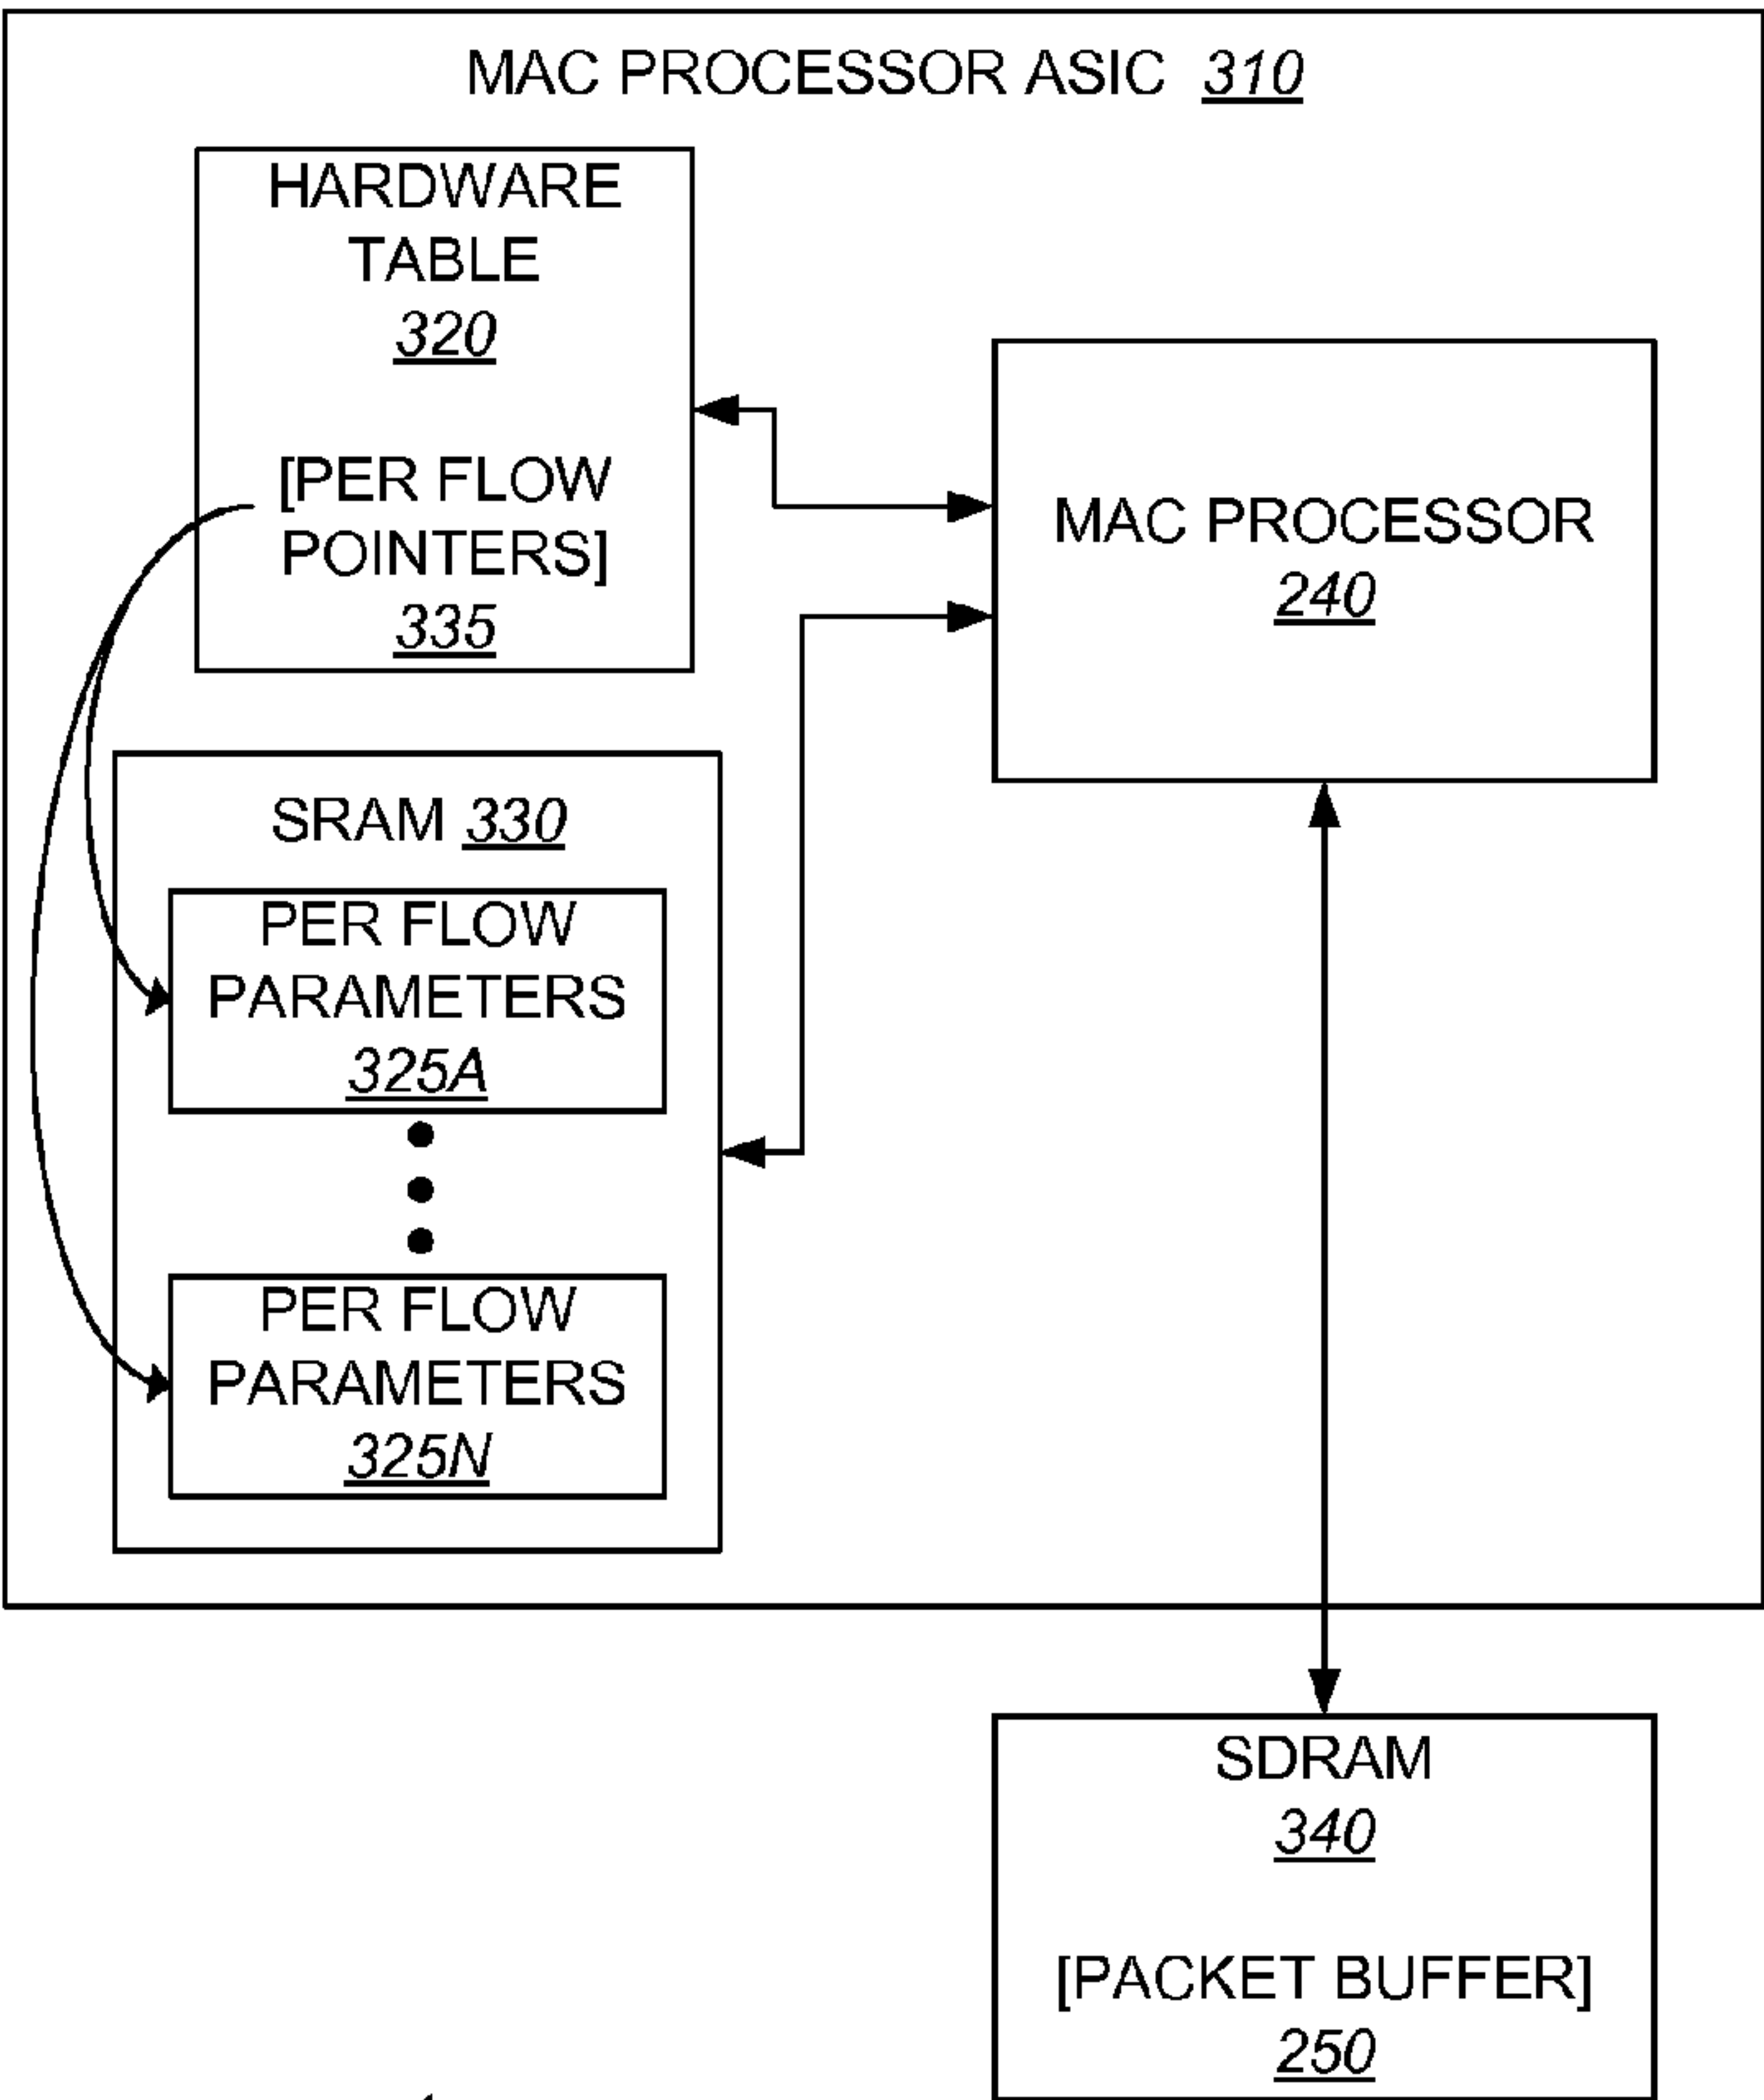 MAC PROCESSOR ASIC 310
HARDWARE
TABLE
320
[PER FLOW
POINTERS]
335
MAC PROCESSOR
240
SRAM 330
PER FLOW
PARAMETERS
325A
PER FLOW
PARAMETERS
325N
SDRAM
340
[PACKET BUFFER]
250